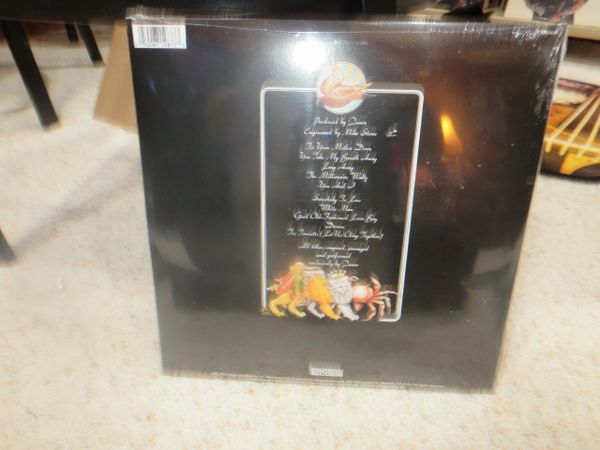 Produced by Queen
Engineered by Mike Stone
Tie Your Mother Down
You Take My Breath Away
Long Away
The Millionaire Waltz
You and I
Somebody To Love
White Man
Good Old-Fashioned Lover Boy
Drowse
Teo Torriatte (Let Us Cling Together)
All titles composed, arranged
and performed
exclusively by Queen